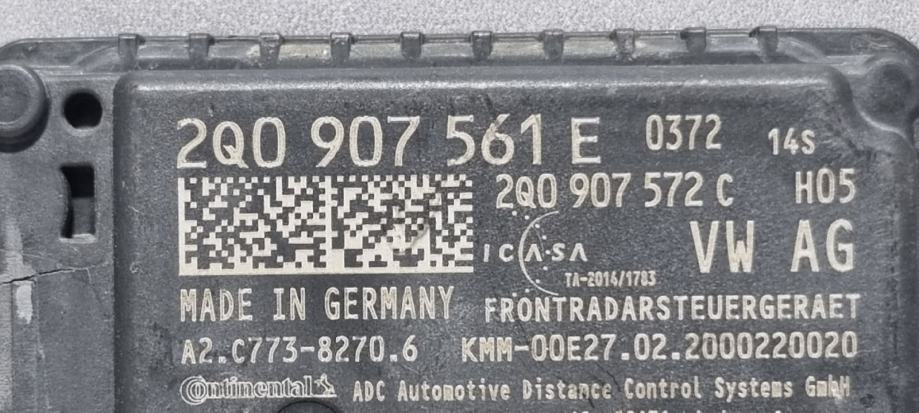 2Q0 907 561 E 0372 14S
2Q0 907 572 C H05
ICASA VW AG
TA-2016/1783
MADE IN GERMANY FRONTRADARSTEUERGERAET
A2.C773-8270.6 KMM-00E27.02.2000220020
Continental ADC Automotive Distance Control Systems GmbH